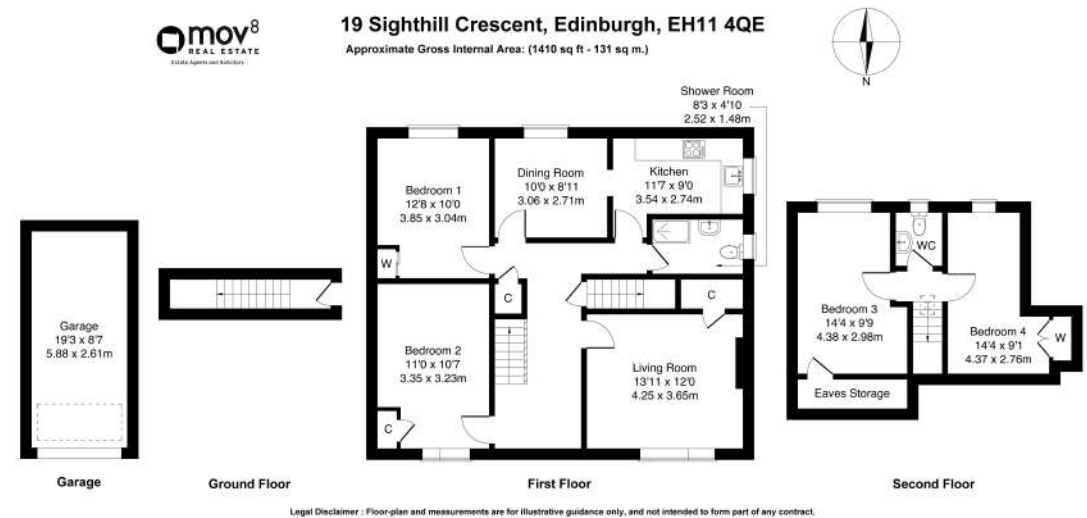 mov8
REAL ESTATE
Estate Agents and Solicitors
19 Sighthill Crescent, Edinburgh, EH11 4QE
Approximate Gross Internal Area: (1410 sq ft - 131 sq m.)
N
Shower Room
8'3 x 4'10
2.52 x 1.48m
Bedroom 1
12'8 x 10'0
3.85 x 3.04m
Dining Room
10'0 x 8'11
3.06 x 2.71m
Kitchen
11'7 x 9'0
3.54 x 2.74m
W
C
C
Bedroom 2
11'0 x 10'7
3.35 x 3.23m
C
Living Room
13'11 x 12'0
4.25 x 3.65m
Garage
19'3 x 8'7
5.88 x 2.61m
WC
Bedroom 3
14'4 x 9'9
4.38 x 2.98m
Bedroom 4
14'4 x 9'1
4.37 x 2.76m
W
Eaves Storage
Garage
Ground Floor
First Floor
Second Floor
Legal Disclaimer : Floor-plan and measurements are for illustrative guidance only, and not intended to form part of any contract.